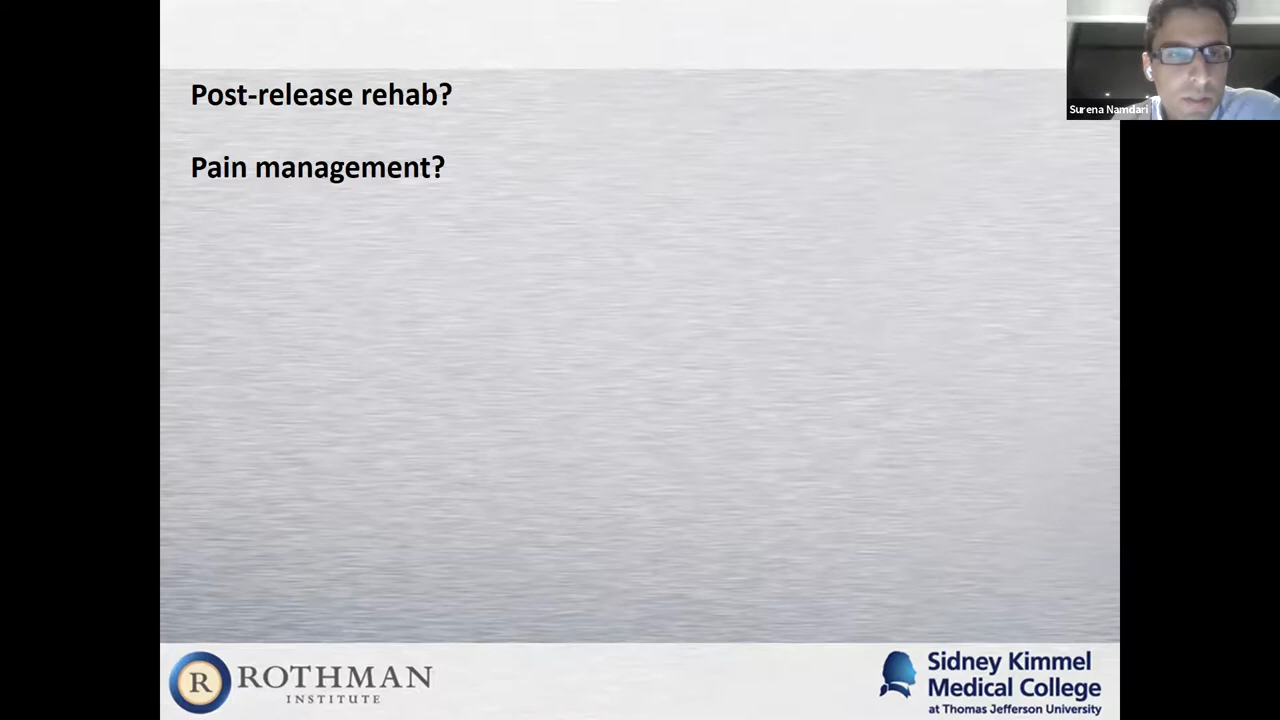 Post-release rehab?
Pain management?
Surena Namdari
R ROTHMAN
INSTITUTE
Sidney Kimmel
Medical College
at Thomas Jefferson University